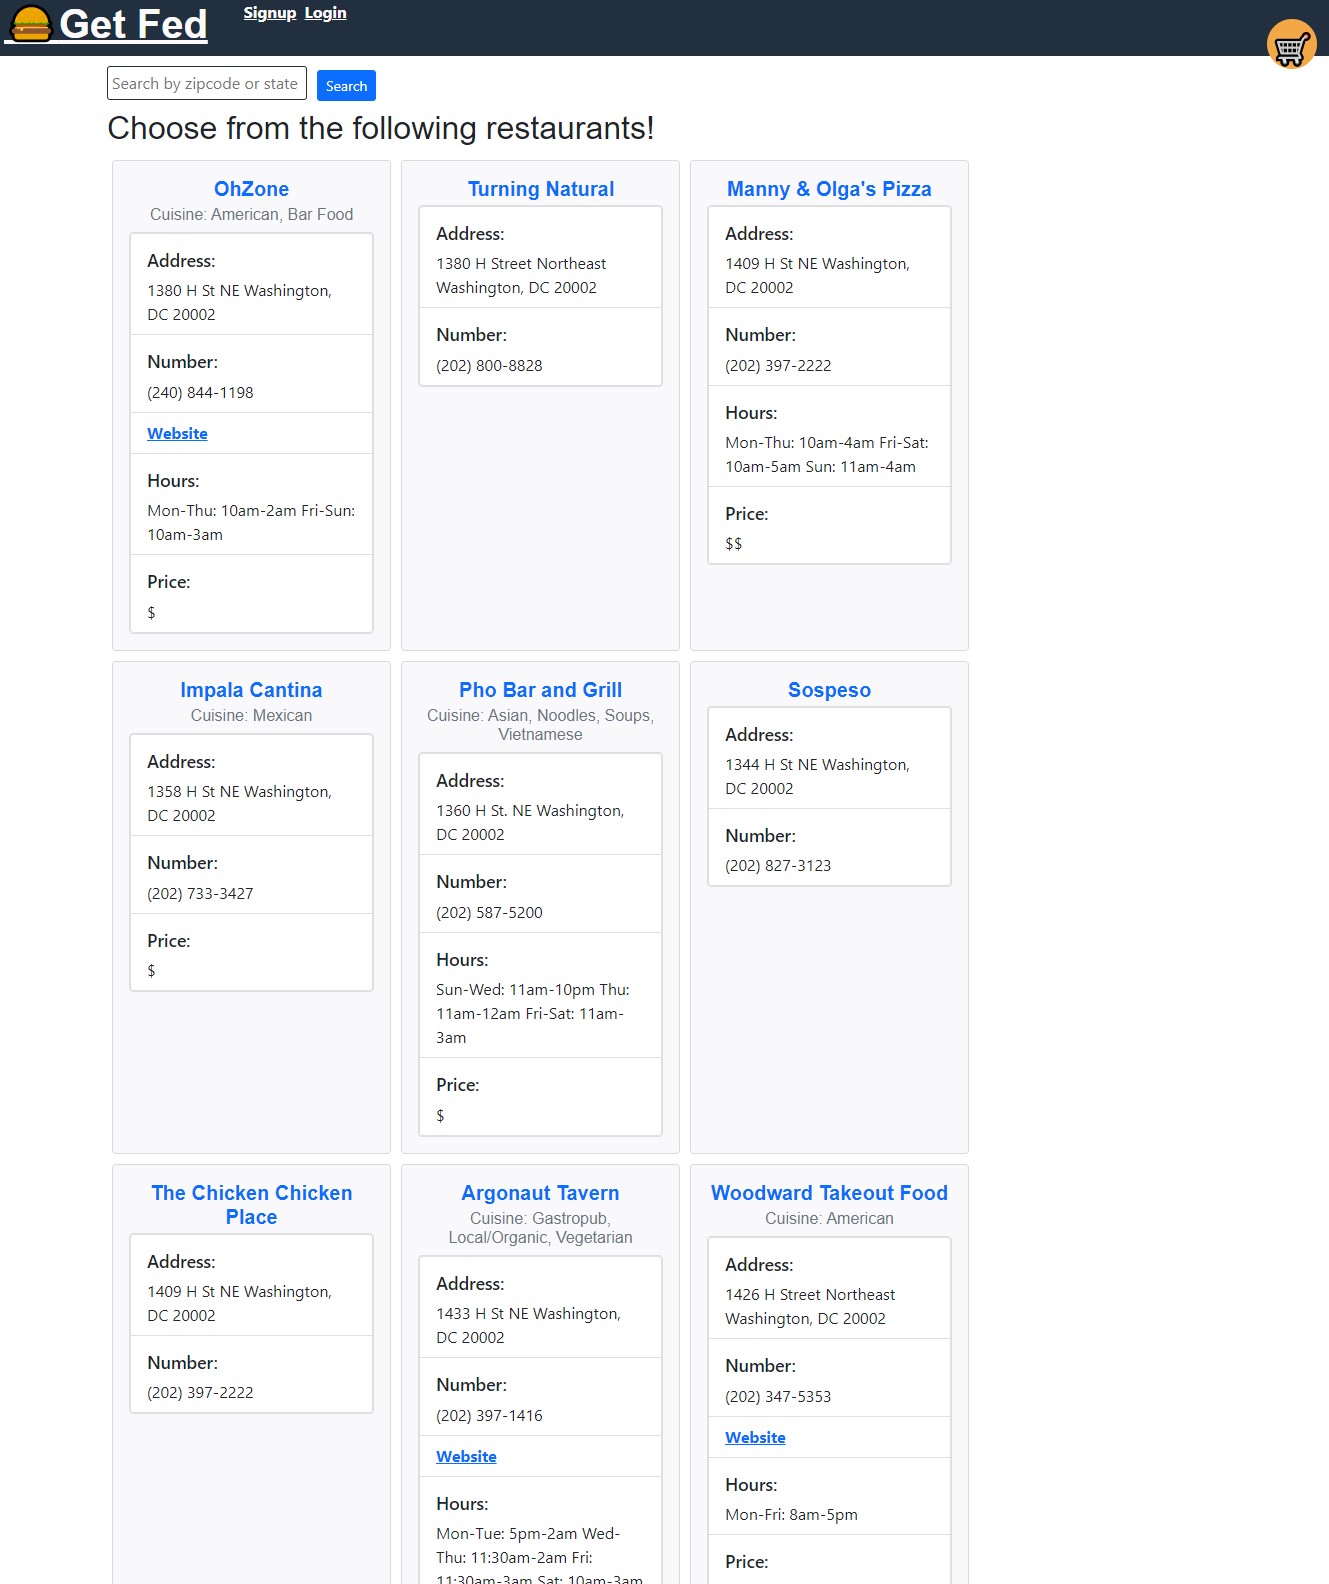 Get Fed
Signup Login
Search by zipcode or state
Search
Choose from the following restaurants!
OhZone
Cuisine: American, Bar Food
Address:
1380 H St NE Washington,
DC 20002
Number:
(240) 844-1198
Website
Hours:
Mon-Thu: 10am-2am Fri-Sun:
10am-3am
Price:
$
Turning Natural
Address:
1380 H Street Northeast
Washington, DC 20002
Number:
(202) 800-8828
Manny & Olga's Pizza
Address:
1409 H St NE Washington,
DC 20002
Number:
(202) 397-2222
Hours:
Mon-Thu: 10am-4am Fri-Sat:
10am-5am Sun: 11am-4am
Price:
$$
Impala Cantina
Cuisine: Mexican
Address:
1358 H St NE Washington,
DC 20002
Number:
(202) 733-3427
Price:
$
Pho Bar and Grill
Cuisine: Asian, Noodles, Soups,
Vietnamese
Address:
1360 H St. NE Washington,
DC 20002
Number:
(202) 587-5200
Hours:
Sun-Wed: 11am-10pm Thu:
11am-12am Fri-Sat: 11am-
3am
Price:
$
Sospeso
Address:
1344 H St NE Washington,
DC 20002
Number:
(202) 827-3123
The Chicken Chicken
Place
Address:
1409 H St NE Washington,
DC 20002
Number:
(202) 397-2222
Argonaut Tavern
Cuisine: Gastropub,
Local/Organic, Vegetarian
Address:
1433 H St NE Washington,
DC 20002
Number:
(202) 397-1416
Website
Hours:
Mon-Tue: 5pm-2am Wed-
Thu: 11:30am-2am Fri:
11:30am-3am Sat: 10am-3am
Woodward Takeout Food
Cuisine: American
Address:
1426 H Street Northeast
Washington, DC 20002
Number:
(202) 347-5353
Website
Hours:
Mon-Fri: 8am-5pm
Price: